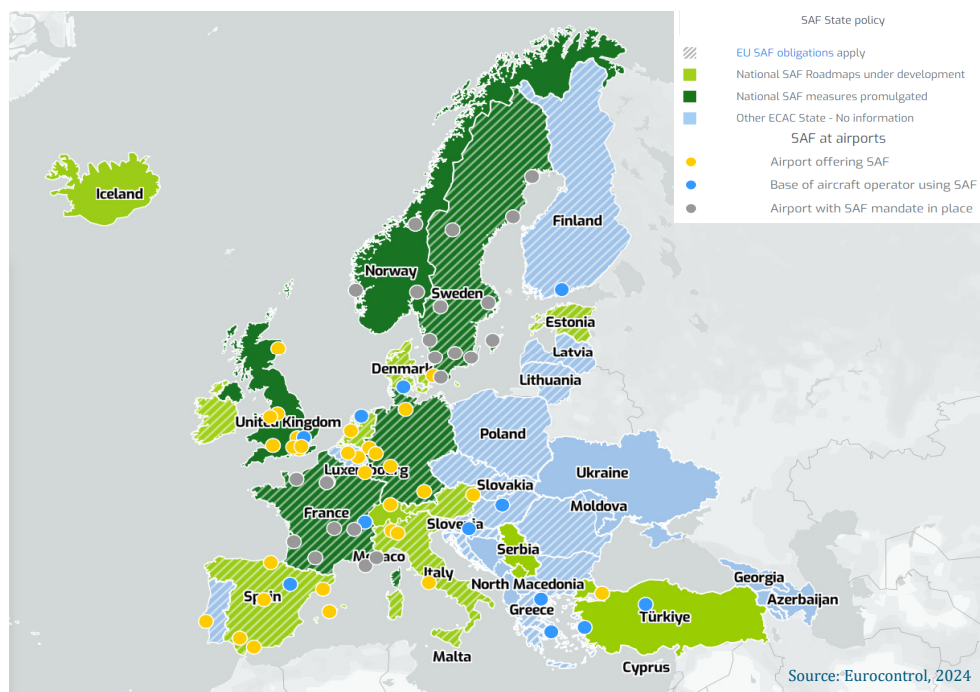 SAF State policy
EU SAF obligations apply
National SAF Roadmaps under development
National SAF measures promulgated
Other ECAC State - No information
SAF at airports
Airport offering SAF
Base of aircraft operator using SAF
Airport with SAF mandate in place
Iceland
Finland
Norway
Sweden
Estonia
Latvia
Denmark
Lithuania
United Kingdom
Poland
Luxembourg
Ukraine
Slovakia
Moldova
France
Slovenia
Serbia
Monaco
Italy
Georgia
North Macedonia
Spain
Azerbaijan
Greece
Türkiye
Malta
Cyprus
Source: Eurocontrol, 2024